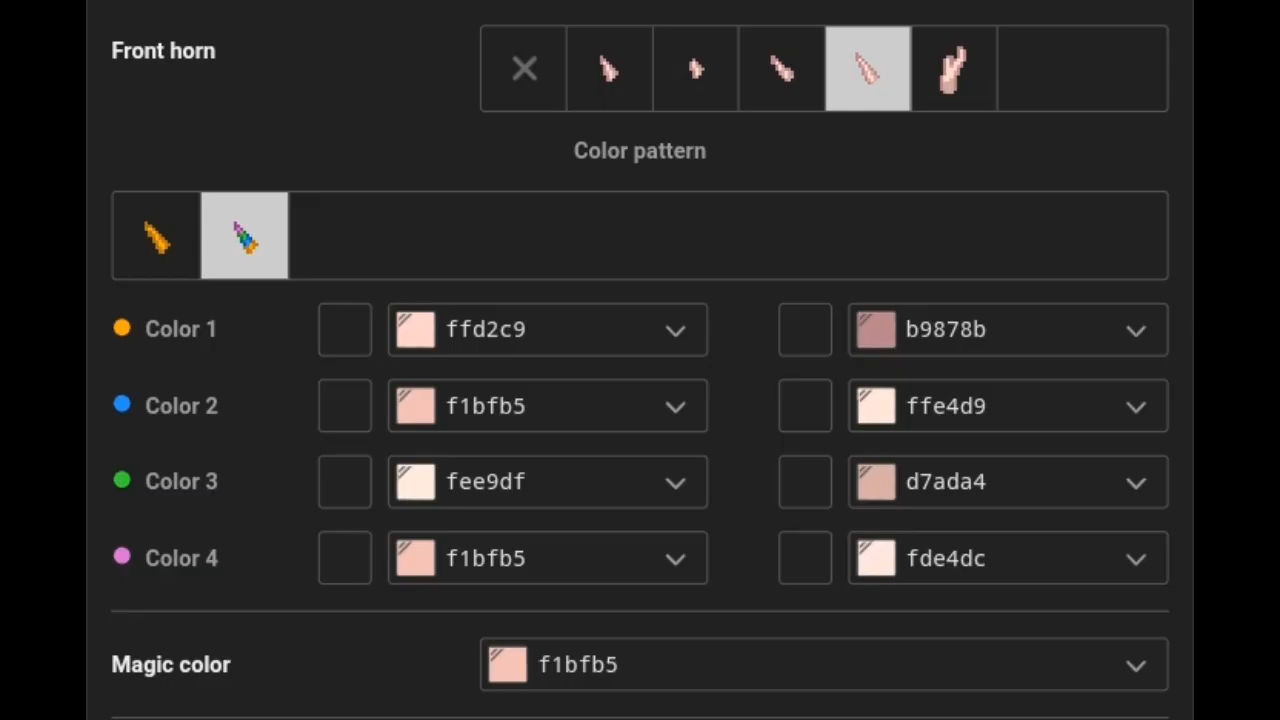 Front horn
Color pattern
Color 1 ffd2c9 b9878b
Color 2 f1bfb5 ffe4d9
Color 3 fee9df d7ada4
Color 4 f1bfb5 fde4dc
Magic color f1bfb5